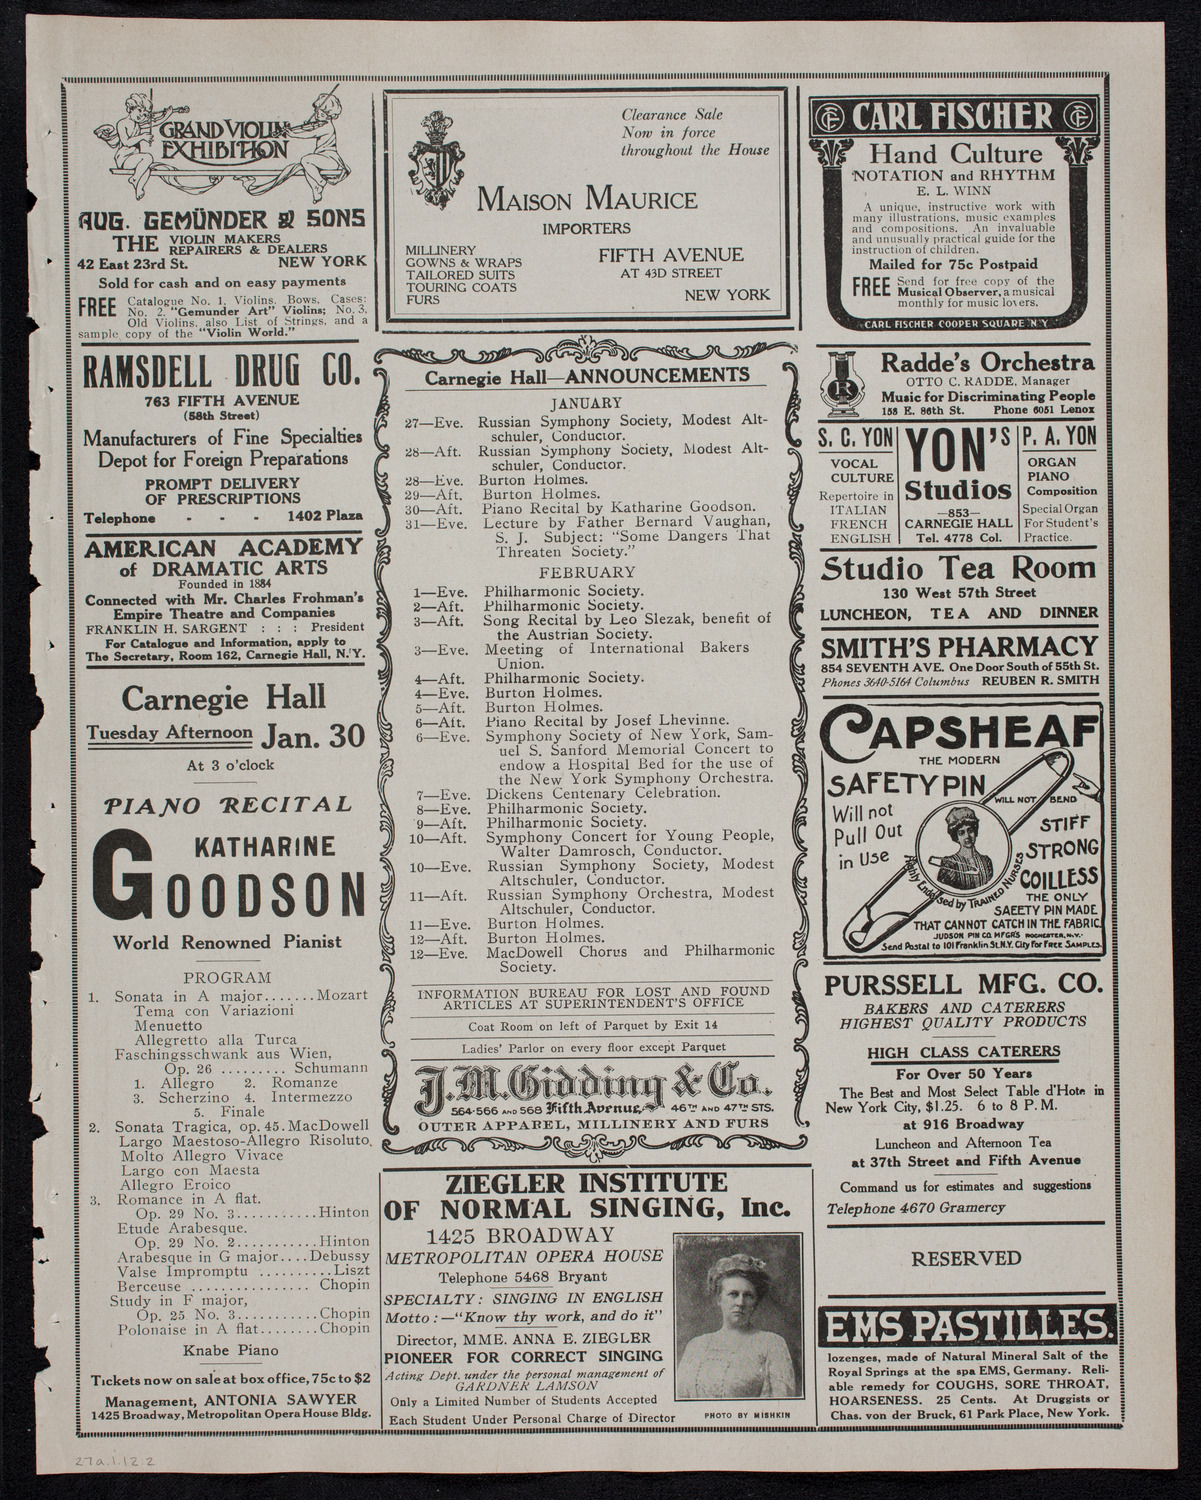 GRAND VIOLIN
EXHIBITION
AUG. GEMÜNDER & SONS
THE VIOLIN MAKERS
REPAIRERS & DEALERS
42 East 23rd St. NEW YORK
Sold for cash and on easy payments
FREE Catalogue No. 1, Violins, Bows, Cases:
No. 2, "Gemunder Art" Violins; No. 3,
Old Violins, also List of Strings, and a
sample copy of the "Violin World."
RAMSDELL DRUG CO.
763 FIFTH AVENUE
(58th Street)
Manufacturers of Fine Specialties
Depot for Foreign Preparations
PROMPT DELIVERY
OF PRESCRIPTIONS
Telephone - - - 1402 Plaza
AMERICAN ACADEMY
of DRAMATIC ARTS
Founded in 1884
Connected with Mr. Charles Frohman's
Empire Theatre and Companies
FRANKLIN H. SARGENT : : : President
For Catalogue and Information, apply to
The Secretary, Room 162, Carnegie Hall, N.Y.
Carnegie Hall
Tuesday Afternoon Jan. 30
At 3 o'clock
PIANO RECITAL
KATHARINE
GOODSON
World Renowned Pianist
PROGRAM
1. Sonata in A major.......Mozart
Tema con Variazioni
Menuetto
Allegretto alla Turca
Faschingsschwank aus Wien,
Op. 26 ......... Schumann
1. Allegro 2. Romanze
3. Scherzino 4. Intermezzo
5. Finale
2. Sonata Tragica, op. 45. MacDowell
Largo Maestoso-Allegro Risoluto,
Molto Allegro Vivace
Largo con Maesta
Allegro Eroico
3. Romance in A flat.
Op. 29 No. 3...........Hinton
Etude Arabesque.
Op. 29 No. 2..........Hinton
Arabesque in G major....Debussy
Valse Impromptu ..........Liszt
Berceuse ............... Chopin
Study in F major,
Op. 25 No. 3...........Chopin
Polonaise in A flat........Chopin
Knabe Piano
Tickets now on sale at box office, 75c to $2
Management, ANTONIA SAWYER
1425 Broadway, Metropolitan Opera House Bldg.
27a.1.12.2
Clearance Sale
Now in force
throughout the House
MAISON MAURICE
IMPORTERS
MILLINERY
GOWNS & WRAPS
TAILORED SUITS
TOURING COATS
FURS
FIFTH AVENUE
AT 43D STREET
NEW YORK
Carnegie Hall—ANNOUNCEMENTS
JANUARY
27—Eve. Russian Symphony Society, Modest Alt-
schuler, Conductor.
28—Aft. Russian Symphony Society, Modest Alt-
schuler, Conductor.
28—Eve. Burton Holmes.
29—Aft. Burton Holmes.
30—Aft. Piano Recital by Katharine Goodson.
31—Eve. Lecture by Father Bernard Vaughan,
S. J. Subject: "Some Dangers That
Threaten Society."
FEBRUARY
1—Eve. Philharmonic Society.
2—Aft. Philharmonic Society.
3—Aft. Song Recital by Leo Slezak, benefit of
the Austrian Society.
3—Eve. Meeting of International Bakers
Union.
4—Aft. Philharmonic Society.
4—Eve. Burton Holmes.
5—Aft. Burton Holmes.
6—Aft. Piano Recital by Josef Lhevinne.
6—Eve. Symphony Society of New York, Sam-
uel S. Sanford Memorial Concert to
endow a Hospital Bed for the use of
the New York Symphony Orchestra.
7—Eve. Dickens Centenary Celebration.
8—Eve. Philharmonic Society.
9—Aft. Philharmonic Society.
10—Aft. Symphony Concert for Young People,
Walter Damrosch, Conductor.
10—Eve. Russian Symphony Society, Modest
Altschuler, Conductor.
11—Aft. Russian Symphony Orchestra, Modest
Altschuler, Conductor.
11—Eve. Burton Holmes.
12—Aft. Burton Holmes.
12—Eve. MacDowell Chorus and Philharmonic
Society.
INFORMATION BUREAU FOR LOST AND FOUND
ARTICLES AT SUPERINTENDENT'S OFFICE
Coat Room on left of Parquet by Exit 14
Ladies' Parlor on every floor except Parquet
J.M. Gidding & Co.
564-566 AND 568 Fifth Avenue, 46TH AND 47TH STS.
OUTER APPAREL, MILLINERY AND FURS
ZIEGLER INSTITUTE
OF NORMAL SINGING, Inc.
1425 BROADWAY
METROPOLITAN OPERA HOUSE
Telephone 5468 Bryant
SPECIALTY: SINGING IN ENGLISH
Motto:—"Know thy work, and do it"
Director, MME. ANNA E. ZIEGLER
PIONEER FOR CORRECT SINGING
Acting Dept. under the personal management of
GARDNER LAMSON
Only a Limited Number of Students Accepted
Each Student Under Personal Charge of Director
PHOTO BY MISHKIN
CF CARL FISCHER CF
Hand Culture
NOTATION and RHYTHM
E. L. WINN
A unique, instructive work with
many illustrations, music examples
and compositions. An invaluable
and unusually practical guide for the
instruction of children.
Mailed for 75c Postpaid
FREE Send for free copy of the
Musical Observer, a musical
monthly for music lovers.
CARL FISCHER COOPER SQUARE N.Y
R
Radde's Orchestra
OTTO C. RADDE, Manager
Music for Discriminating People
158 E. 86th St. Phone 6051 Lenox
S. C. YON
VOCAL
CULTURE
Repertoire in
ITALIAN
FRENCH
ENGLISH
YON'S
Studios
—853—
CARNEGIE HALL
Tel. 4778 Col.
P. A. YON
ORGAN
PIANO
Composition
Special Organ
For Student's
Practice.
Studio Tea Room
130 West 57th Street
LUNCHEON, TEA AND DINNER
SMITH'S PHARMACY
854 SEVENTH AVE. One Door South of 55th St.
Phones 3640-5164 Columbus REUBEN R. SMITH
CAPSHEAF
THE MODERN
SAFETY PIN
WILL NOT BEND
Will not
Pull Out
in Use
STIFF
STRONG
COILLESS
Highly Endorsed by TRAINED NURSES
THE ONLY
SAFETY PIN MADE
THAT CANNOT CATCH IN THE FABRIC.
JUDSON PIN CO. MFGRS ROCHESTER, N.Y.
Send Postal to 101 Franklin St. N.Y. City for FREE SAMPLES.
PURSSELL MFG. CO.
BAKERS AND CATERERS
HIGHEST QUALITY PRODUCTS
HIGH CLASS CATERERS
For Over 50 Years
The Best and Most Select Table d'Hote in
New York City, $1.25. 6 to 8 P. M.
at 916 Broadway
Luncheon and Afternoon Tea
at 37th Street and Fifth Avenue
Command us for estimates and suggestions
Telephone 4670 Gramercy
RESERVED
EMS PASTILLES.
lozenges, made of Natural Mineral Salt of the
Royal Springs at the spa EMS, Germany. Reli-
able remedy for COUGHS, SORE THROAT,
HOARSENESS. 25 Cents. At Druggists or
Chas. von der Bruck, 61 Park Place, New York.